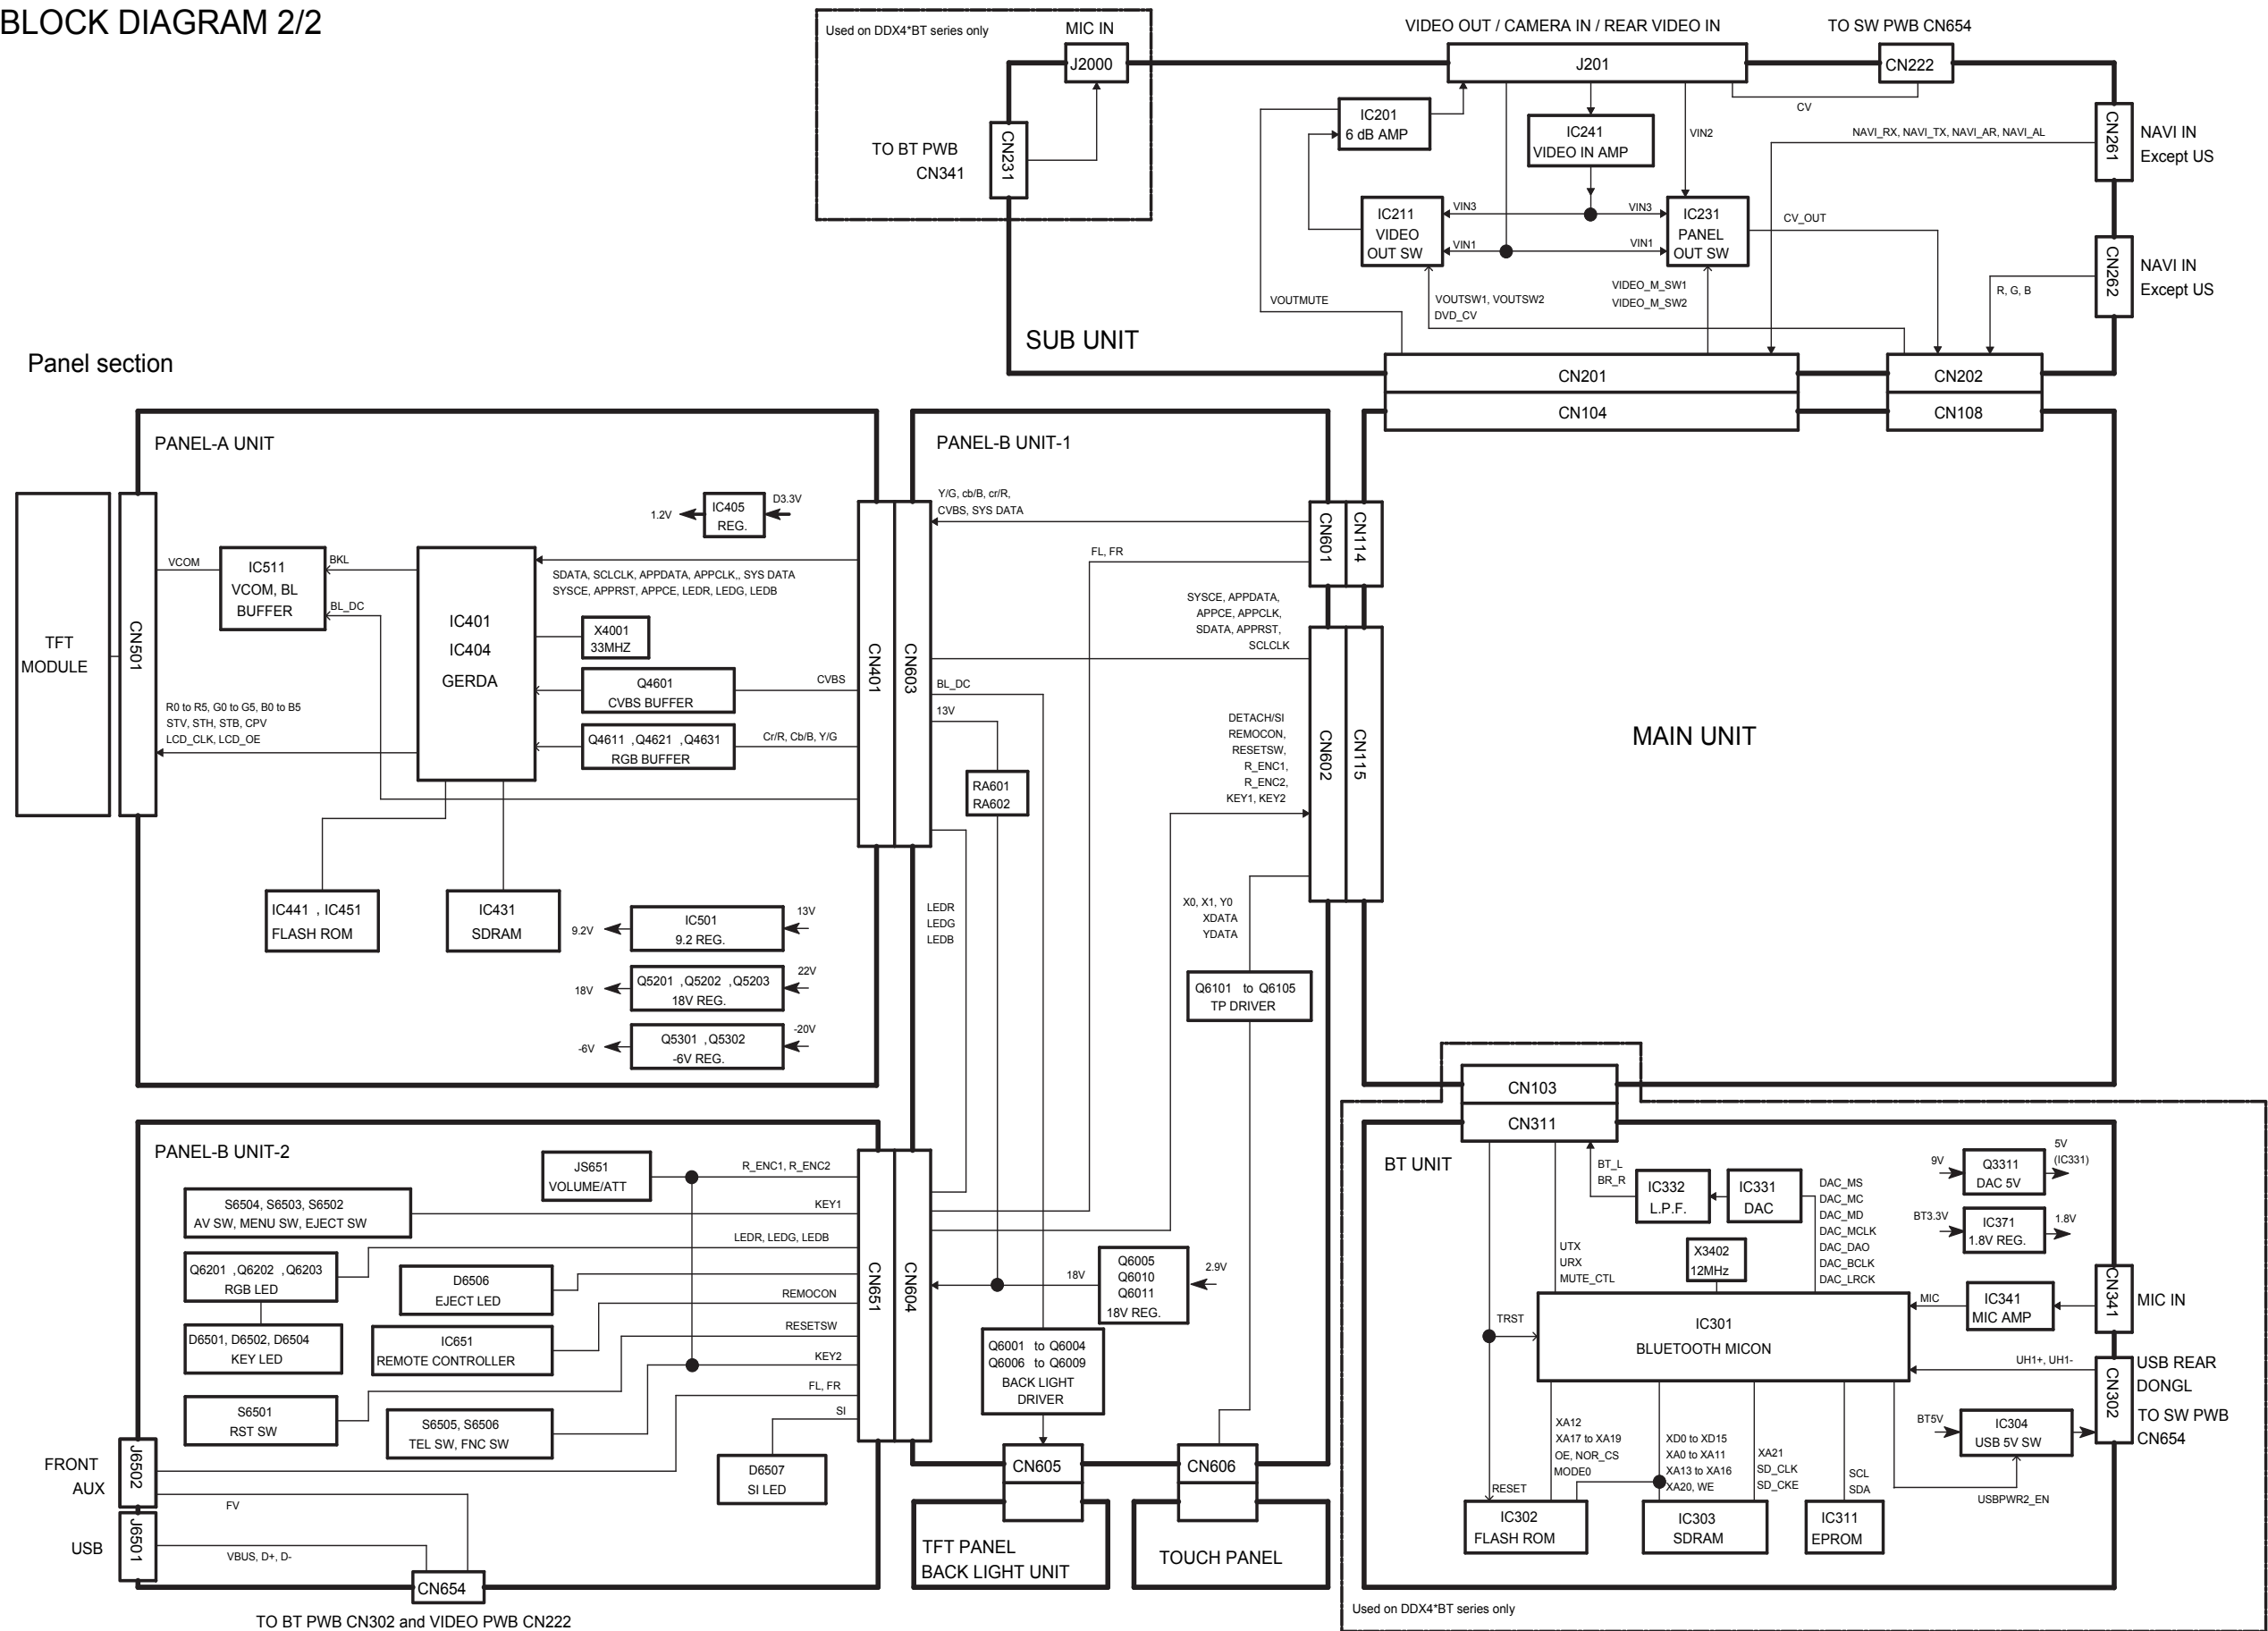 BLOCK DIAGRAM 2/2
Used on DDX4*BT series only
MIC IN
J2000
TO BT PWB
CN341
CN231
VIDEO OUT / CAMERA IN / REAR VIDEO IN
TO SW PWB CN654
J201
CN222
CV
IC201
6 dB AMP
IC241
VIDEO IN AMP
VIN2
NAVI_RX, NAVI_TX, NAVI_AR, NAVI_AL
CN261
NAVI IN
Except US
IC211
VIDEO
OUT SW
VIN3
VIN3
VIN1
VIN1
IC231
PANEL
OUT SW
CV_OUT
CN262
NAVI IN
Except US
R, G, B
VOUTMUTE
VOUTSW1, VOUTSW2
DVD_CV
VIDEO_M_SW1
VIDEO_M_SW2
SUB UNIT
CN201
CN202
CN104
CN108
Panel section
PANEL-A UNIT
TFT
MODULE
CN501
VCOM
IC511
VCOM, BL
BUFFER
BKL
BL_DC
1.2V
IC405
REG.
D3.3V
SDATA, SCLCLK, APPDATA, APPCLK,, SYS DATA
SYSCE, APPRST, APPCE, LEDR, LEDG, LEDB
IC401
IC404
GERDA
X4001
33MHZ
Q4601
CVBS BUFFER
CVBS
Q4611 ,Q4621 ,Q4631
RGB BUFFER
Cr/R, Cb/B, Y/G
R0 to R5, G0 to G5, B0 to B5
STV, STH, STB, CPV
LCD_CLK, LCD_OE
IC441 , IC451
FLASH ROM
IC431
SDRAM
9.2V
IC501
9.2 REG.
13V
18V
Q5201 ,Q5202 ,Q5203
18V REG.
22V
-6V
Q5301 ,Q5302
-6V REG.
-20V
CN401
CN603
PANEL-B UNIT-1
Y/G, cb/B, cr/R,
CVBS, SYS DATA
FL, FR
CN601
CN114
SYSCE, APPDATA,
APPCE, APPCLK,
SDATA, APPRST,
SCLCLK
BL_DC
13V
RA601
RA602
DETACH/SI
REMOCON,
RESETSW,
R_ENC1,
R_ENC2,
KEY1, KEY2
CN602
CN115
LEDR
LEDG
LEDB
X0, X1, Y0
XDATA
YDATA
Q6101 to Q6105
TP DRIVER
MAIN UNIT
PANEL-B UNIT-2
JS651
VOLUME/ATT
R_ENC1, R_ENC2
S6504, S6503, S6502
AV SW, MENU SW, EJECT SW
KEY1
Q6201 ,Q6202 ,Q6203
RGB LED
LEDR, LEDG, LEDB
D6506
EJECT LED
REMOCON
D6501, D6502, D6504
KEY LED
IC651
REMOTE CONTROLLER
RESETSW
KEY2
S6501
RST SW
S6505, S6506
TEL SW, FNC SW
FL, FR
SI
D6507
SI LED
CN651
CN604
FRONT
AUX
J6502
FV
USB
J6501
VBUS, D+, D-
CN654
TO BT PWB CN302 and VIDEO PWB CN222
18V
Q6005
Q6010
Q6011
18V REG.
2.9V
Q6001 to Q6004
Q6006 to Q6009
BACK LIGHT
DRIVER
CN605
CN606
TFT PANEL
BACK LIGHT UNIT
TOUCH PANEL
CN103
CN311
BT UNIT
BT_L
BR_R
IC332
L.P.F.
IC331
DAC
DAC_MS
DAC_MC
DAC_MD
DAC_MCLK
DAC_DAO
DAC_BCLK
DAC_LRCK
9V
Q3311
DAC 5V
5V
(IC331)
BT3.3V
IC371
1.8V REG.
1.8V
UTX
URX
MUTE_CTL
X3402
12MHz
TRST
IC301
BLUETOOTH MICON
MIC
IC341
MIC AMP
CN341
MIC IN
UH1+, UH1-
CN302
USB REAR
DONGL
TO SW PWB
CN654
BT5V
IC304
USB 5V SW
USBPWR2_EN
XA12
XA17 to XA19
OE, NOR_CS
MODE0
XD0 to XD15
XA0 to XA11
XA13 to XA16
XA20, WE
XA21
SD_CLK
SD_CKE
SCL
SDA
RESET
IC302
FLASH ROM
IC303
SDRAM
IC311
EPROM
Used on DDX4*BT series only